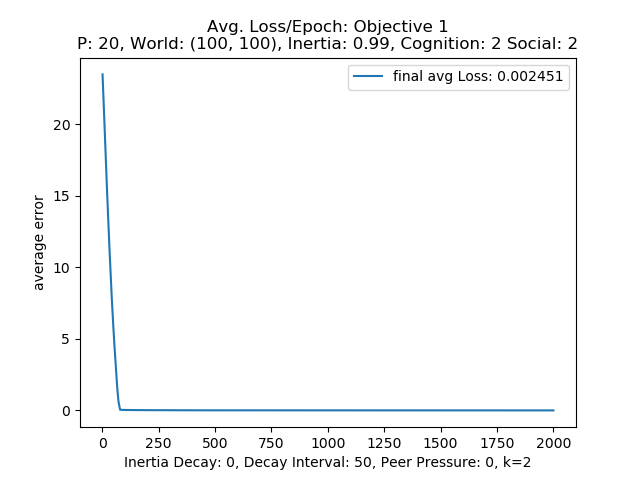 Avg. Loss/Epoch: Objective 1
P: 20, World: (100, 100), Inertia: 0.99, Cognition: 2 Social: 2
final avg Loss: 0.002451
20
15
10
5
0
average error
0 250 500 750 1000 1250 1500 1750 2000
Inertia Decay: 0, Decay Interval: 50, Peer Pressure: 0, k=2